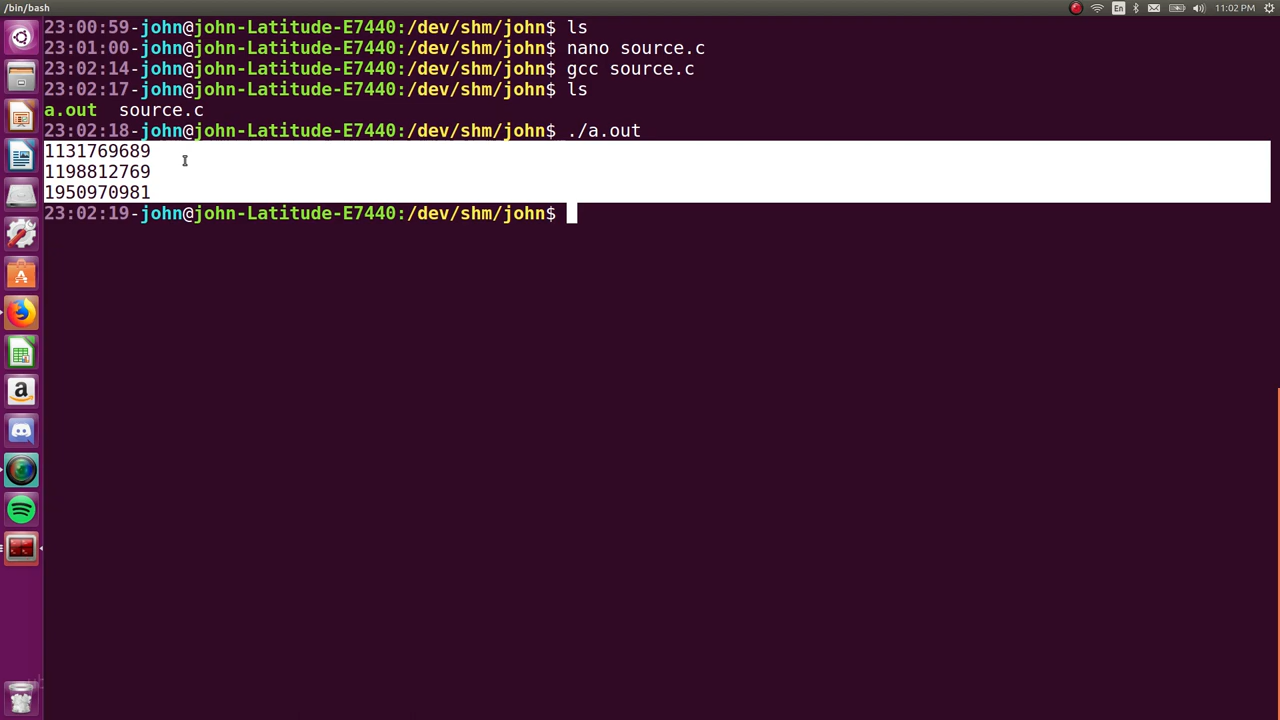 /bin/bash
En
11:02 PM
23:00:59-john@john-Latitude-E7440:/dev/shm/john$ ls
23:01:00-john@john-Latitude-E7440:/dev/shm/john$ nano source.c
23:02:14-john@john-Latitude-E7440:/dev/shm/john$ gcc source.c
23:02:17-john@john-Latitude-E7440:/dev/shm/john$ ls
a.out  source.c
23:02:18-john@john-Latitude-E7440:/dev/shm/john$ ./a.out
1131769689
1198812769
1950970981
23:02:19-john@john-Latitude-E7440:/dev/shm/john$